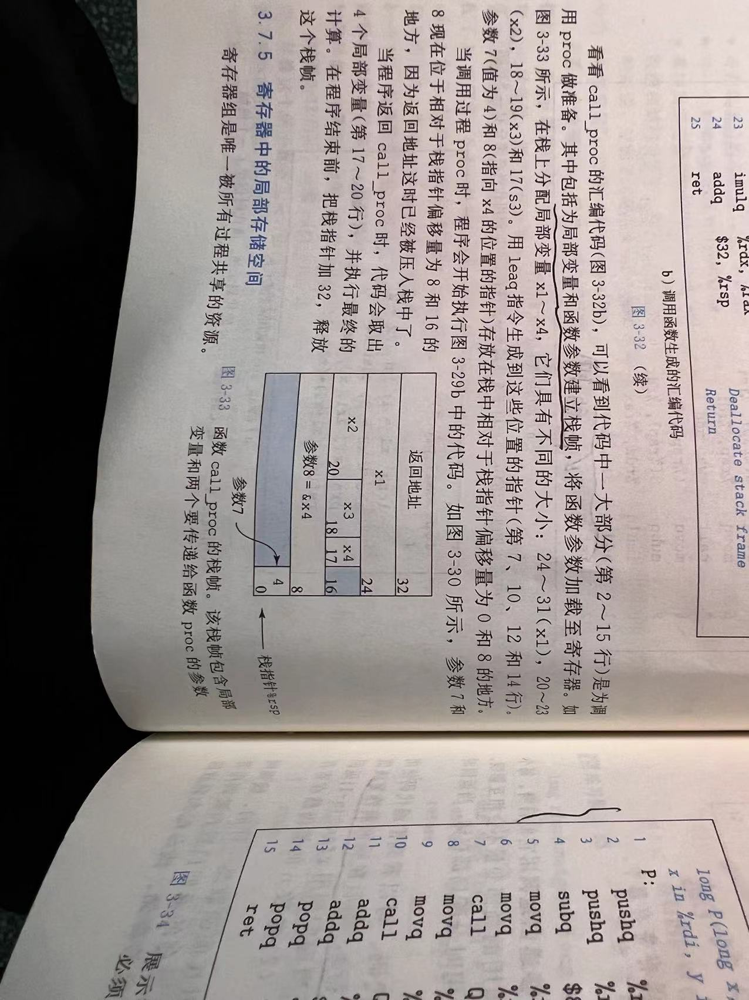 23 imulq %rdx,
24 addq $32, %rsp Deallocate stack frame
25 ret Return
b) 调用函数生成的汇编代码
图 3-32 (续)
看看 call_proc 的汇编代码(图 3-32b), 可以看到代码中一大部分(第 2～15 行)是为调
用 proc 做准备。其中包括为局部变量和函数参数建立栈帧, 将函数参数加载至寄存器。如
图 3-33 所示, 在栈上分配局部变量 x1～x4, 它们具有不同的大小: 24～31(x1), 20～23
(x2), 18～19(x3)和 17(s3)。用 leaq 指令生成到这些位置的指针(第 7、10、12 和 14 行)。
参数 7(值为 4)和 8(指向 x4 的位置的指针)存放在栈中相对于栈指针偏移量为 0 和 8 的地方。
当调用过程 proc 时, 程序会开始执行图 3-29b 中的代码。如图 3-30 所示, 参数 7 和
8 现在位于相对于栈指针偏移量为 8 和 16 的
地方, 因为返回地址这时已经被压入栈中了。
当程序返回 call_proc 时, 代码会取出
4 个局部变量(第 17～20 行), 并执行最终的
计算。在程序结束前, 把栈指针加 32, 释放
这个栈帧。
返回地址 32
x1 24
x2 20 x3 18 x4 17 16
参数8 = &x4 8
4 0
参数7
栈指针%rsp
图 3-33 函数 call_proc 的栈帧。该栈帧包含局部
变量和两个要传递给函数 proc 的参数
3.7.5 寄存器中的局部存储空间
寄存器组是唯一被所有过程共享的资源。
long P(long x,
x in %rdi, y
1 P:
2 pushq
3 pushq
4 subq
5 movq
6 movq
7 call
8 movq
9 movq
10 call
11 addq
12 addq
13 popq
14 popq
15 ret
图 3-34 展示
必须